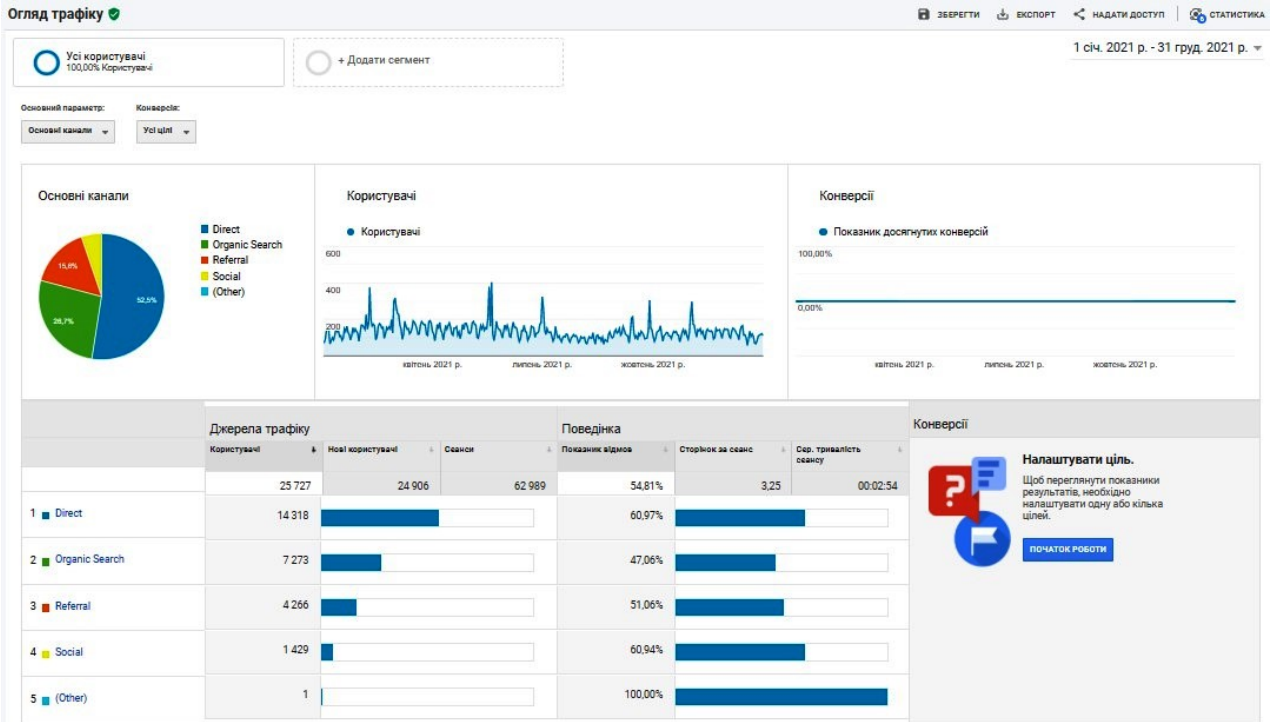 Огляд трафіку
ЗБЕРЕГТИ
ЕКСПОРТ
НАДАТИ ДОСТУП
СТАТИСТИКА
Усі користувачі
100,00% Користувачі
+ Додати сегмент
1 січ. 2021 р. - 31 груд. 2021 р.
Основний параметр:
Конверсія:
Основні канали
Усі цілі
Основні канали
Direct
Organic Search
Referral
Social
(Other)
15,6%
52,5%
26,7%
Користувачі
Користувачі
600
400
200
квітень 2021 р.
липень 2021 р.
жовтень 2021 р.
Конверсії
Показник досягнутих конверсій
100,00%
0,00%
квітень 2021 р.
липень 2021 р.
жовтень 2021 р.
Джерела трафіку
Поведінка
Конверсії
Користувачі
Нові користувачі
Сеанси
Показник відмов
Сторінок за сеанс
Сер. тривалість
сеансу
25 727
24 906
62 989
54,81%
3,25
00:02:54
1 Direct 14 318 60,97%
2 Organic Search 7 273 47,06%
3 Referral 4 266 51,06%
4 Social 1 429 60,94%
5 (Other) 1 100,00%
Налаштувати ціль.
Щоб переглянути показники
результатів, необхідно
налаштувати одну або кілька
цілей.
ПОЧАТОК РОБОТИ